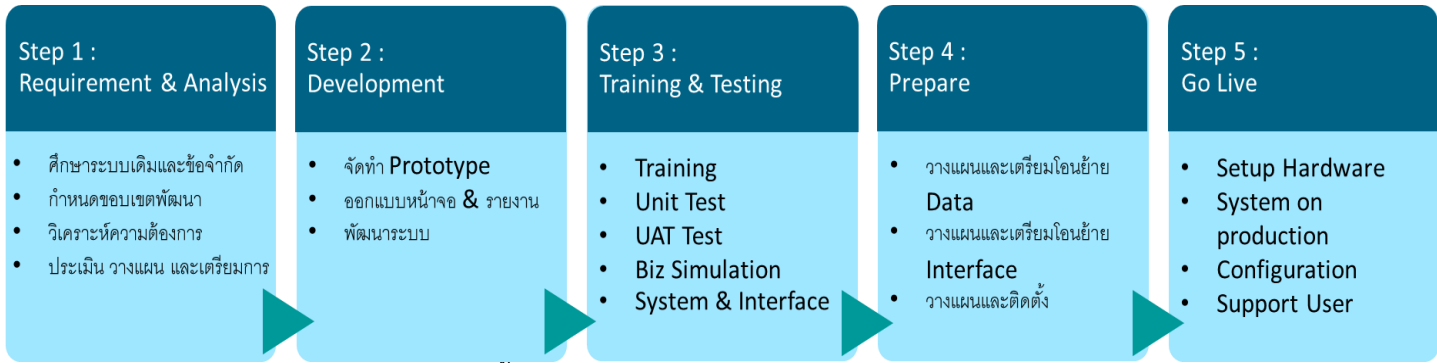 Step 1 :
Requirement & Analysis
• ศึกษาระบบเดิมและข้อจำกัด
• กำหนดขอบเขตพัฒนา
• วิเคราะห์ความต้องการ
• ประเมิน วางแผน และเตรียมการ
Step 2 :
Development
• จัดทำ Prototype
• ออกแบบหน้าจอ & รายงาน
• พัฒนาระบบ
Step 3 :
Training & Testing
• Training
• Unit Test
• UAT Test
• Biz Simulation
• System & Interface
Step 4 :
Prepare
• วางแผนและเตรียมโอนย้าย
Data
• วางแผนและเตรียมโอนย้าย
Interface
• วางแผนและติดตั้ง
Step 5 :
Go Live
• Setup Hardware
• System on
production
• Configuration
• Support User